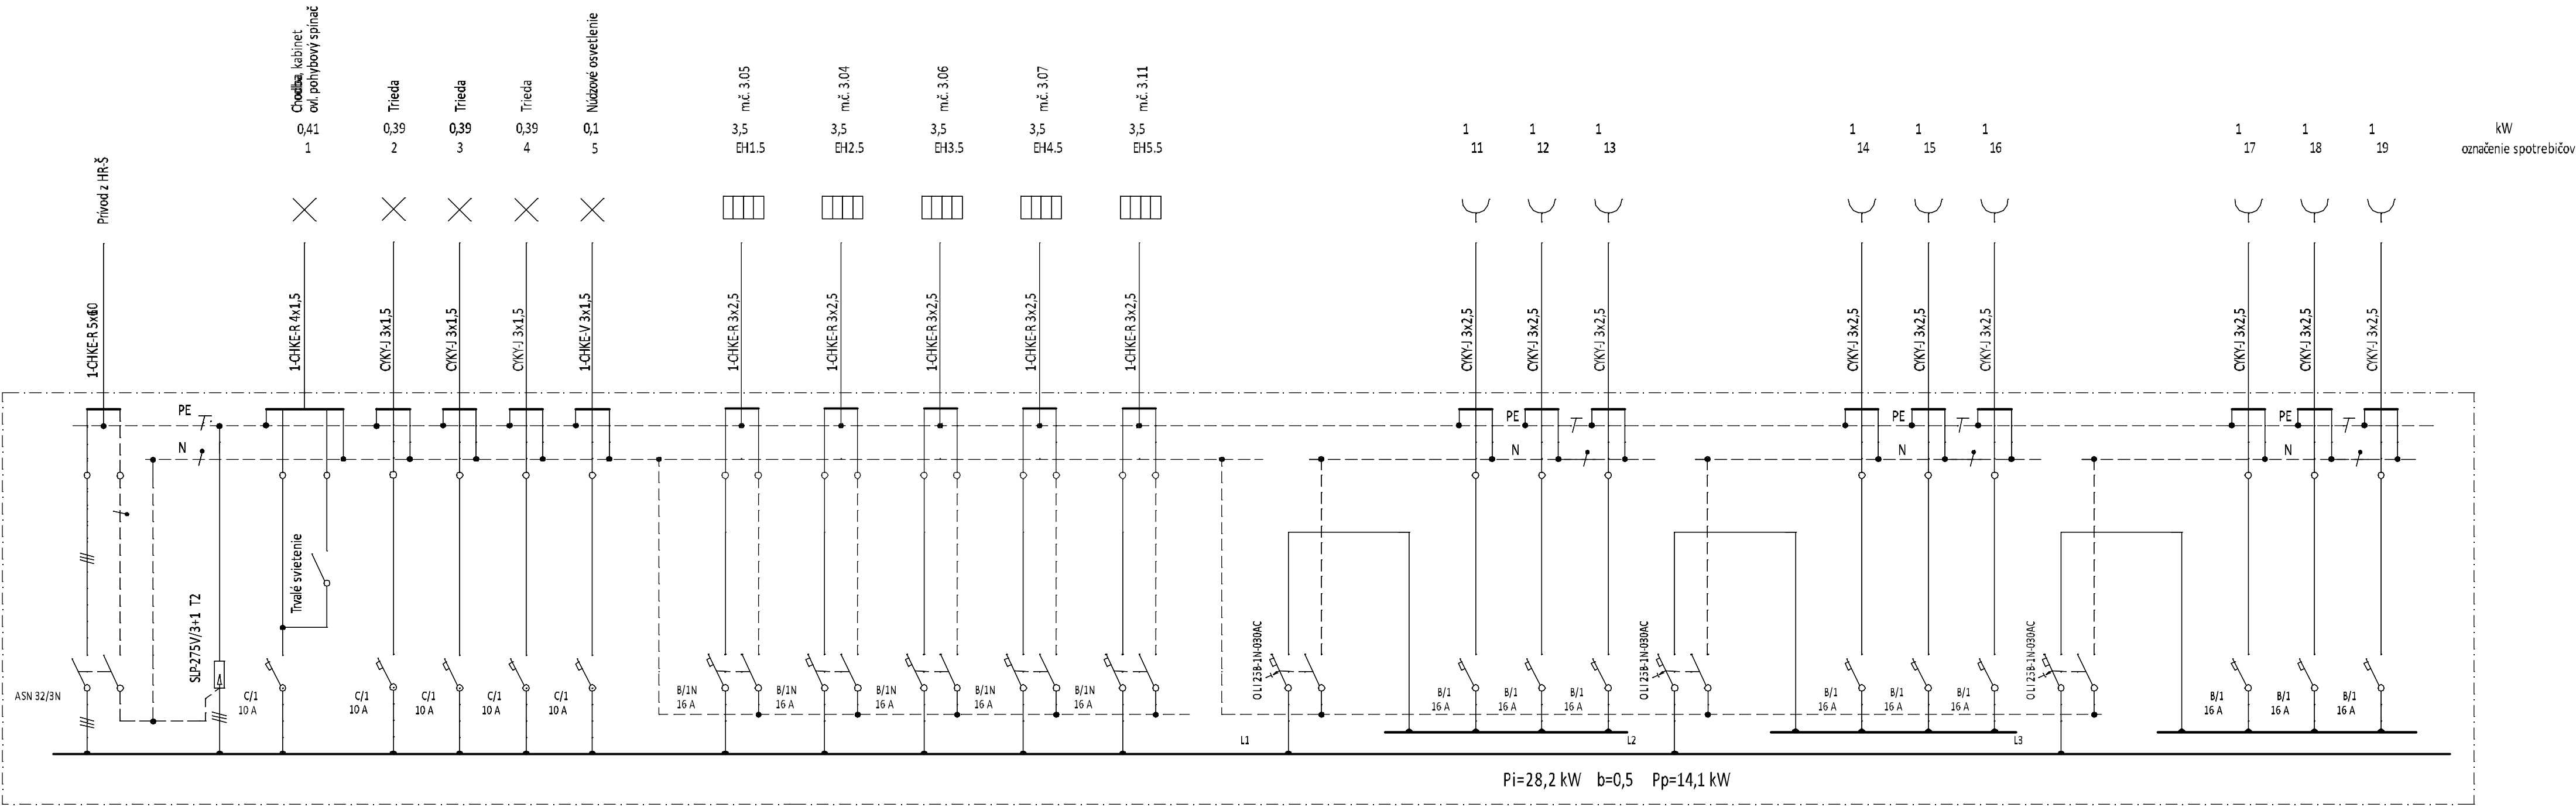 Prívod z HR-Š
Chodba, kabinet
ovl. pohybový spínač
Trieda
Trieda
Trieda
Núdzové osvetlenie
m.č. 3.05
m.č. 3.04
m.č. 3.06
m.č. 3.07
m.č. 3.11
0,41 0,39 0,39 0,39 0,1 3,5 3,5 3,5 3,5 3,5 1 1 1 1 1 1 1 1 1 kW
1 2 3 4 5 EH1.5 EH2.5 EH3.5 EH4.5 EH5.5 11 12 13 14 15 16 17 18 19 označenie spotrebičov
1-CHKE-R
1-CHKE-R 4x1,5
CYKY-J 3x1,5
CYKY-J 3x1,5
CYKY-J 3x1,5
1-CHKE-V 3x1,5
1-CHKE-R 3x2,5
1-CHKE-R 3x2,5
1-CHKE-R 3x2,5
1-CHKE-R 3x2,5
1-CHKE-R 3x2,5
CYKY-J 3x2,5
CYKY-J 3x2,5
CYKY-J 3x2,5
CYKY-J 3x2,5
CYKY-J 3x2,5
CYKY-J 3x2,5
CYKY-J 3x2,5
CYKY-J 3x2,5
CYKY-J 3x2,5
PE PE PE PE
N N N N
Trvalé svietenie
SLP-275V/3+1 T2
OLI 25B-1N-030AC
OLI 25B-1N-030AC
OLI 25B-1N-030AC
ASN 32/3N
C/1 C/1 C/1 C/1 C/1 B/1N B/1N B/1N B/1N B/1N B/1 B/1 B/1 B/1 B/1 B/1 B/1 B/1 B/1
10 A 10 A 10 A 10 A 10 A 16 A 16 A 16 A 16 A 16 A 16 A 16 A 16 A 16 A 16 A 16 A 16 A 16 A 16 A
L1 L2 L3
Pi=28,2 kW b=0,5 Pp=14,1 kW